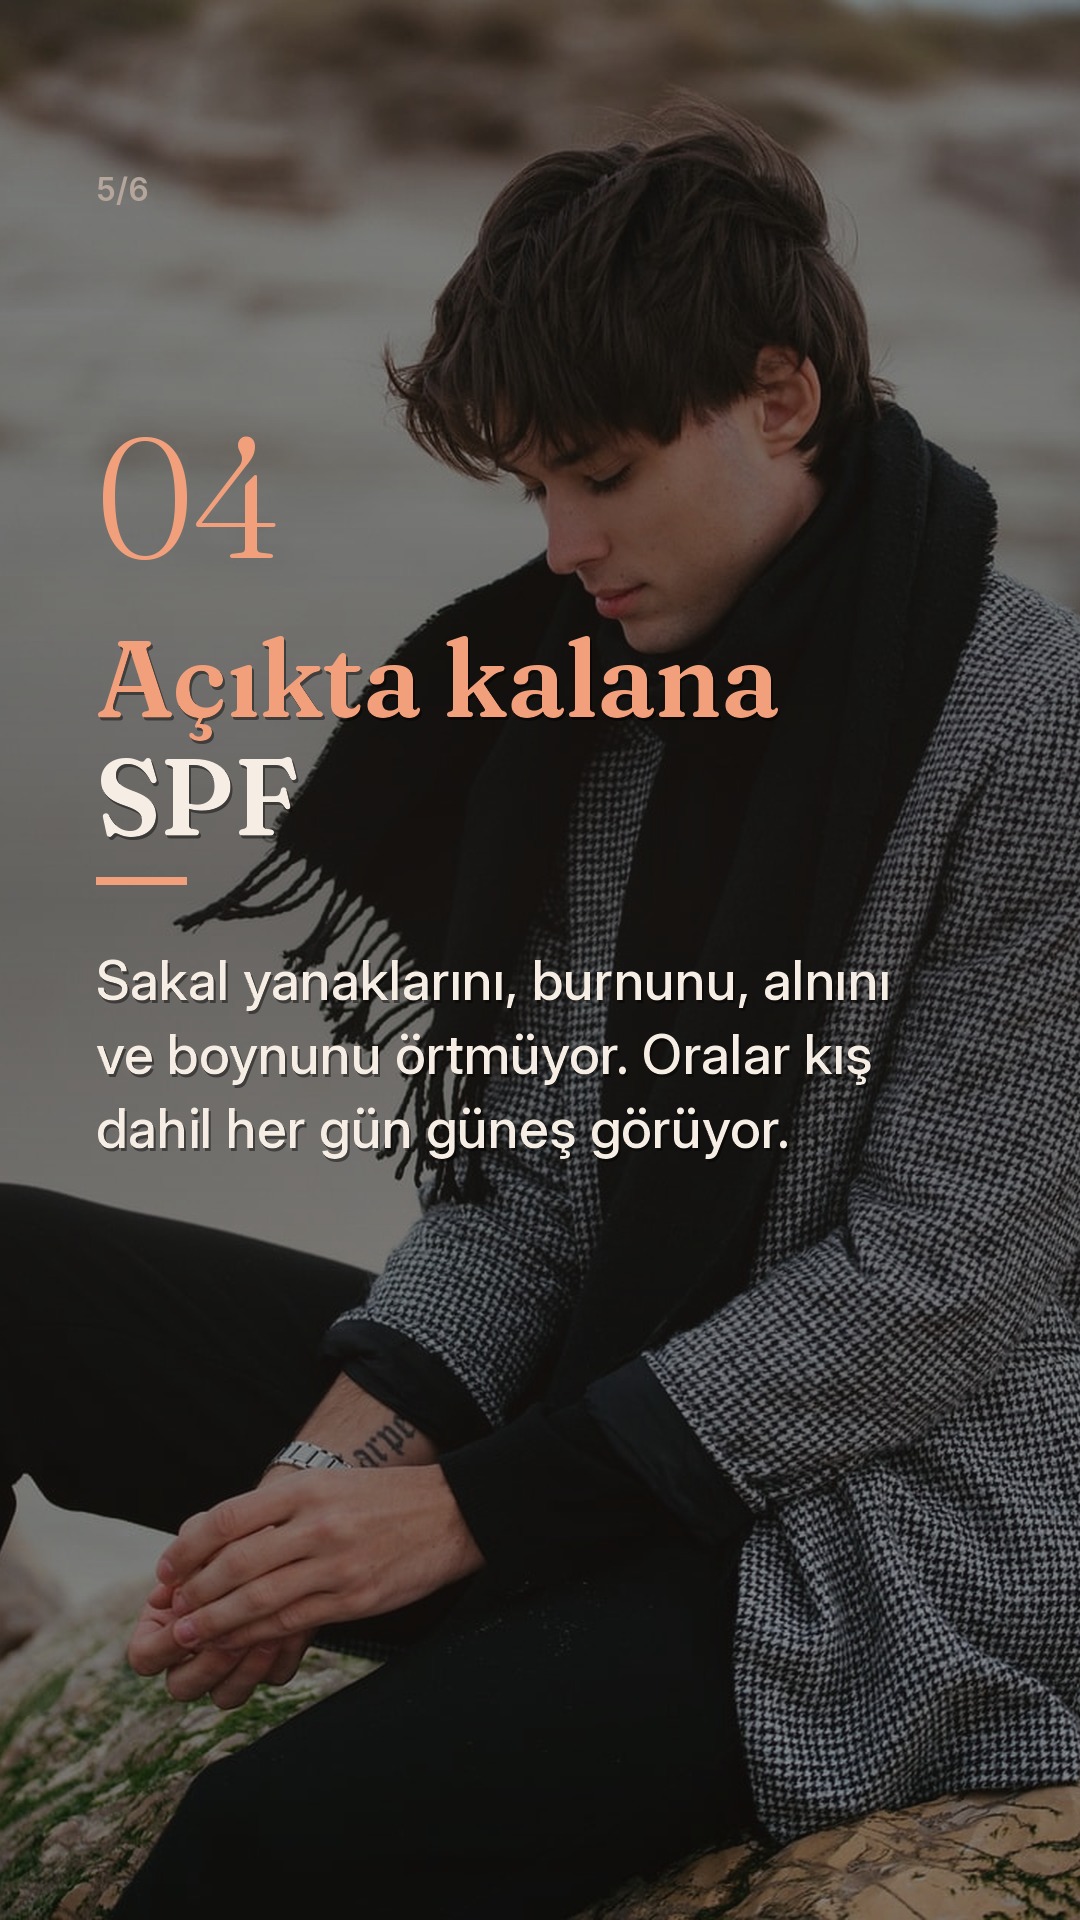 5/6
04
Açıkta kalana
SPF
Sakal yanaklarını, burnunu, alnını
ve boynunu örtmüyor. Oralar kış
dahil her gün güneş görüyor.